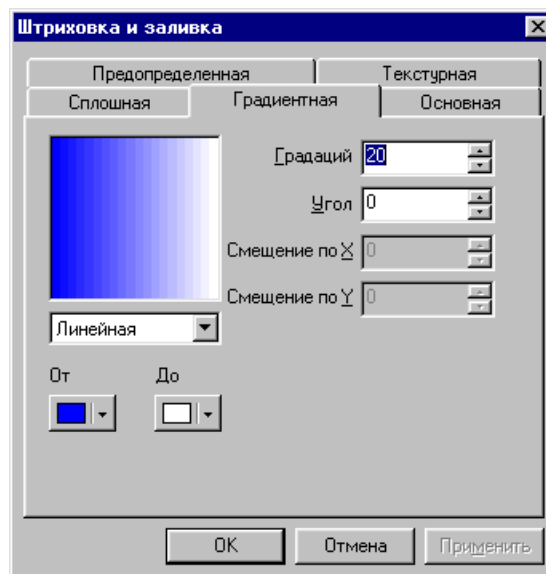 Штриховка и заливка
Предопределенная Текстурная
Сплошная Градиентная Основная
Градаций 20
Угол 0
Смещение по X 0
Смещение по Y 0
Линейная
От До
OK Отмена Применить